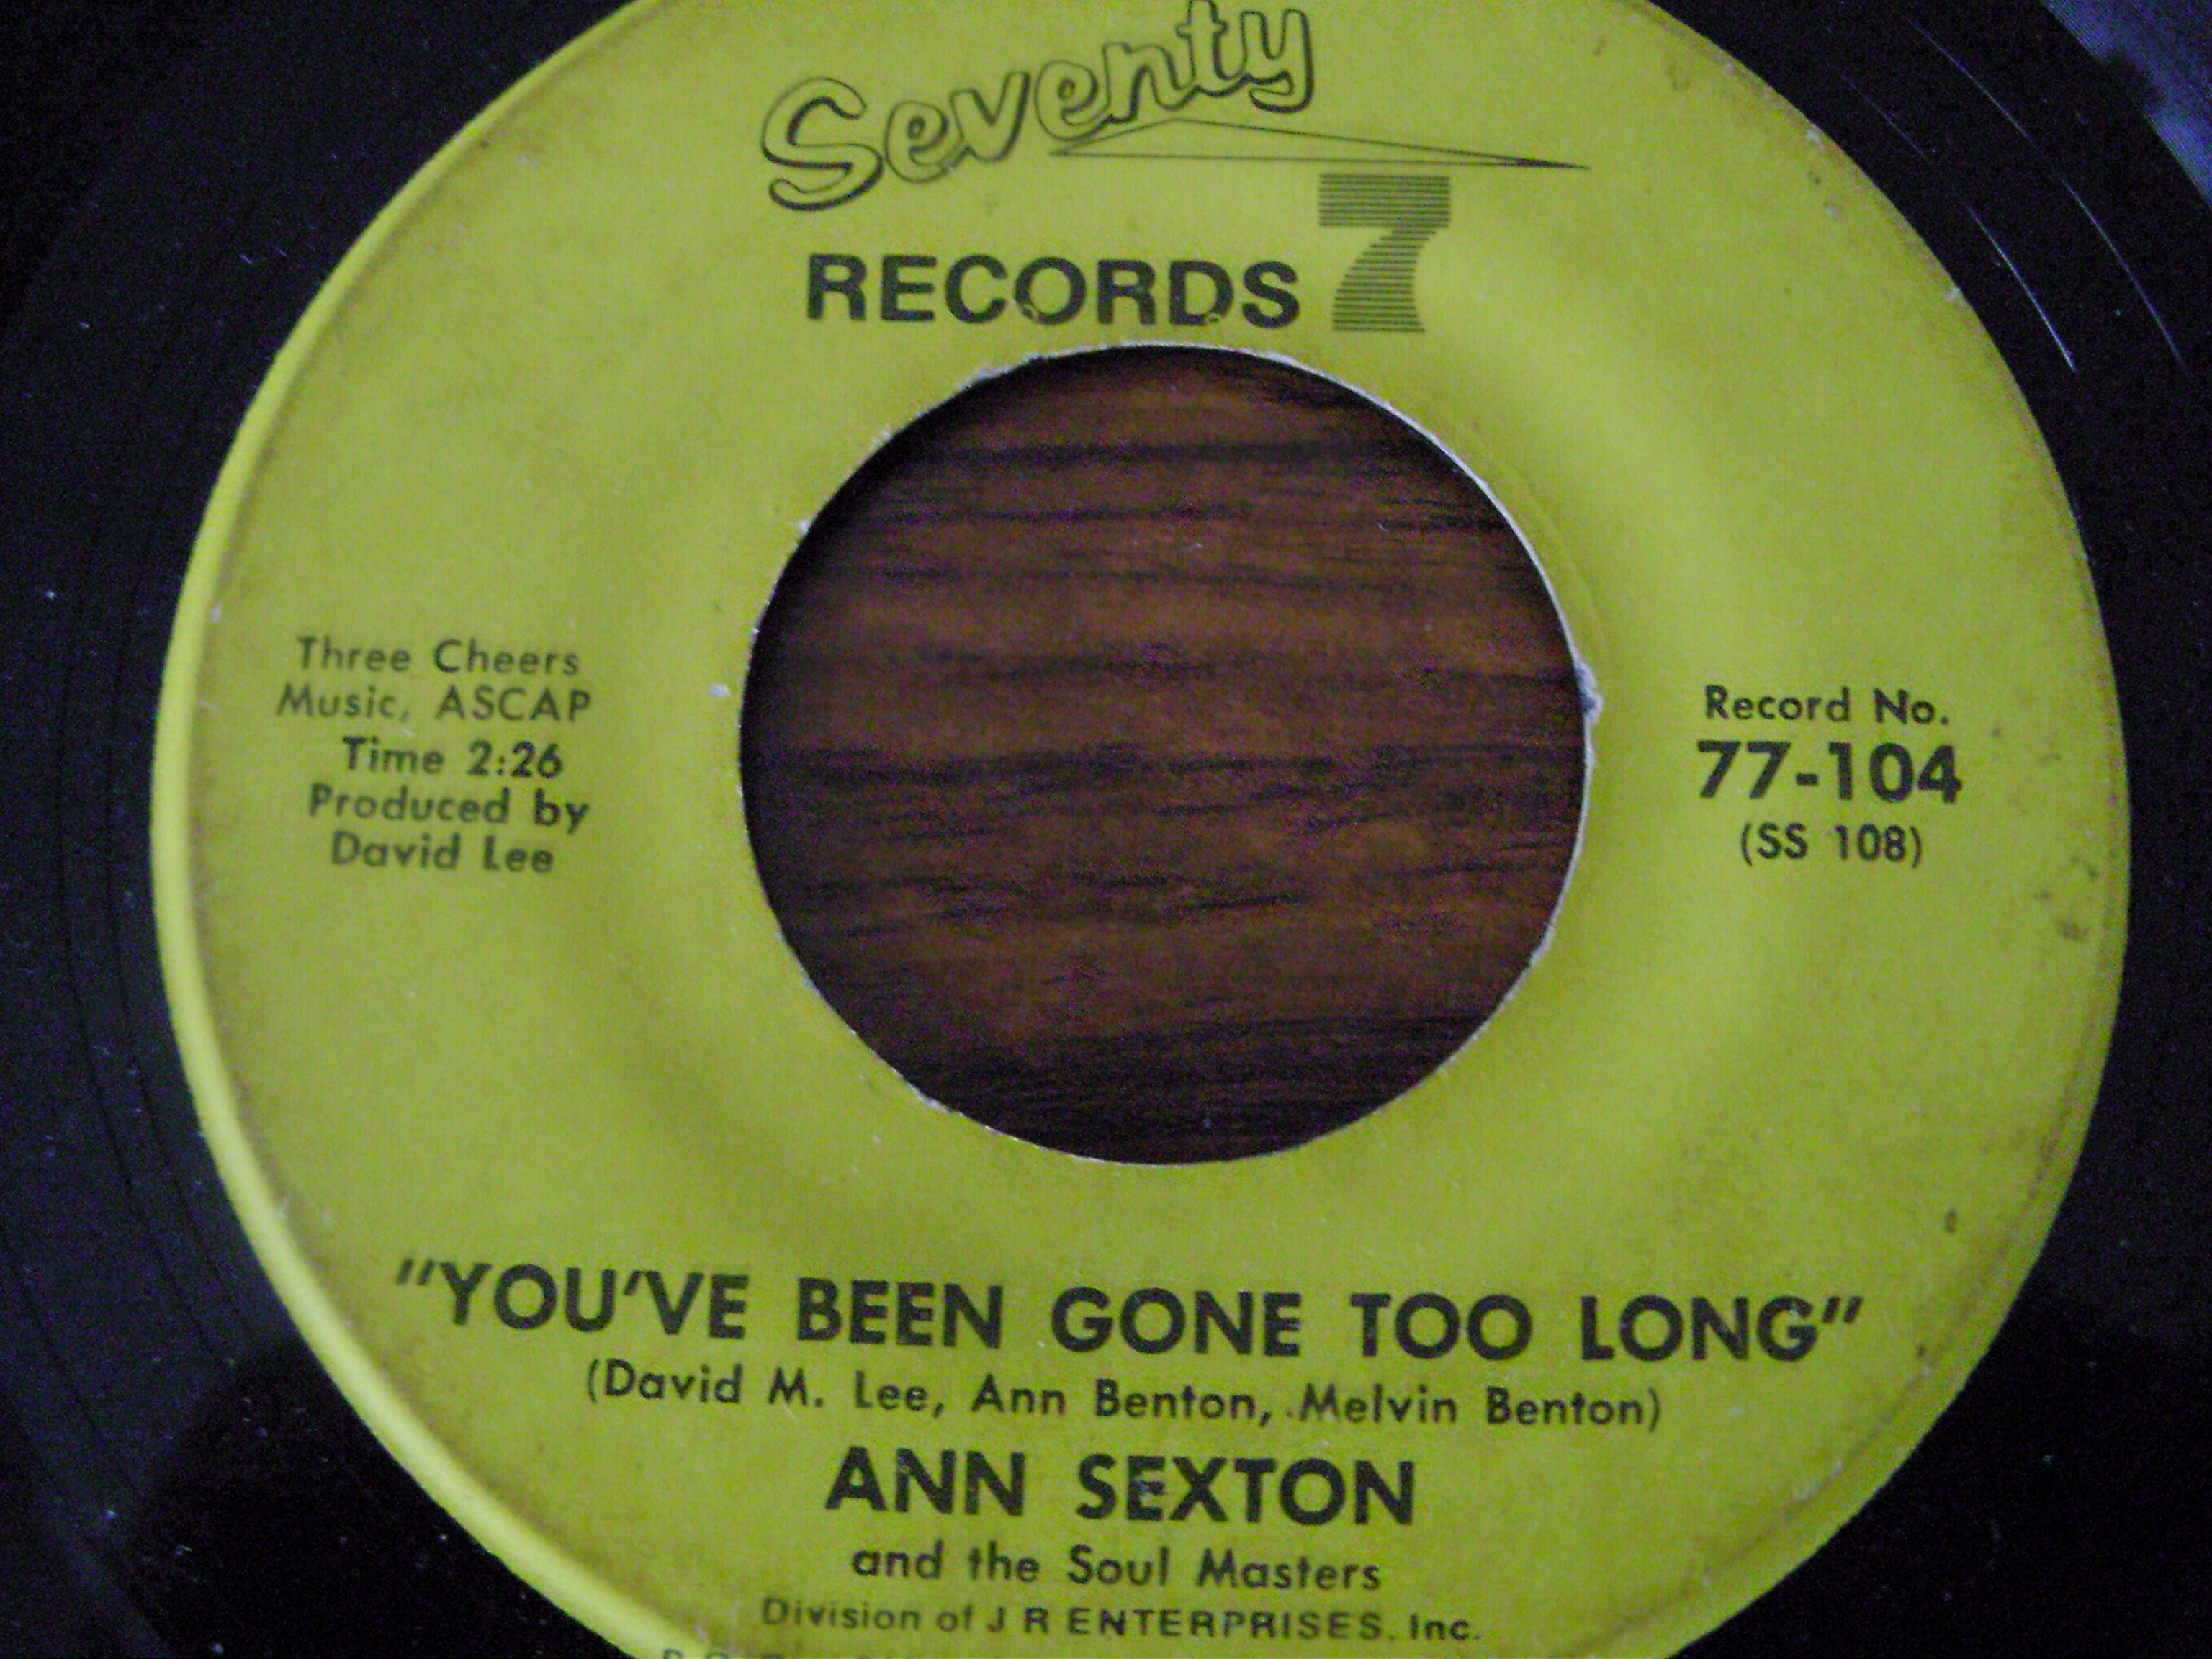 Seventy
RECORDS 7
Three Cheers
Music, ASCAP
Time 2:26
Produced by
David Lee
Record No.
77-104
(SS 108)
"YOU'VE BEEN GONE TOO LONG"
(David M. Lee, Ann Benton, Melvin Benton)
ANN SEXTON
and the Soul Masters
Division of J R ENTERPRISES, Inc.